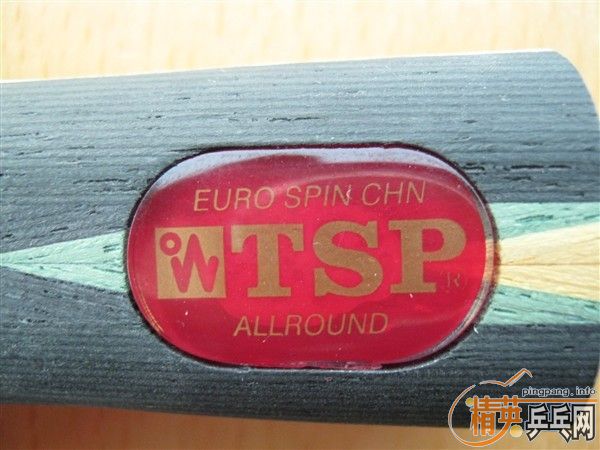 EURO SPIN CHN
TSP®
ALLROUND
pingpang.info
精英乒乓网